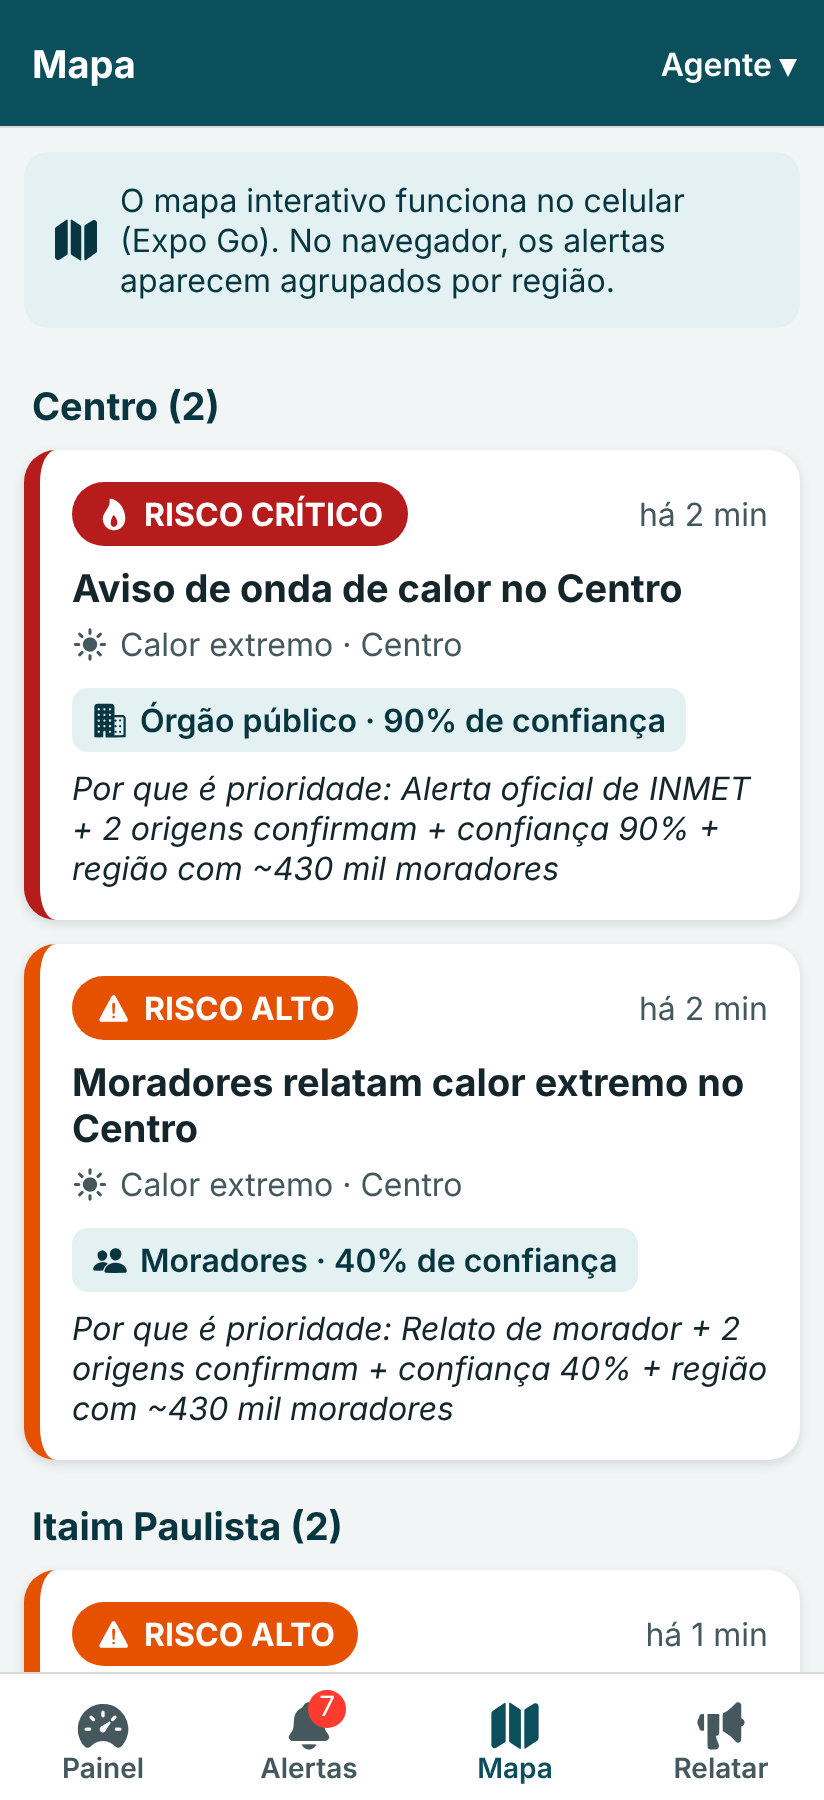 Mapa
Agente ▼
O mapa interativo funciona no celular
(Expo Go). No navegador, os alertas
aparecem agrupados por região.
Centro (2)
RISCO CRÍTICO
há 2 min
Aviso de onda de calor no Centro
Calor extremo · Centro
Órgão público · 90% de confiança
Por que é prioridade: Alerta oficial de INMET
+ 2 origens confirmam + confiança 90% +
região com ~430 mil moradores
RISCO ALTO
há 2 min
Moradores relatam calor extremo no
Centro
Calor extremo · Centro
Moradores · 40% de confiança
Por que é prioridade: Relato de morador + 2
origens confirmam + confiança 40% + região
com ~430 mil moradores
Itaim Paulista (2)
RISCO ALTO
há 1 min
7
Painel
Alertas
Mapa
Relatar